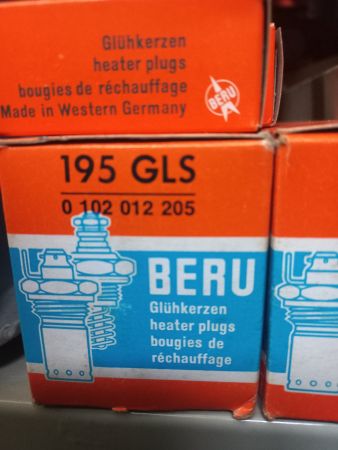 Glühkerzen
heater plugs
bougies de réchauffage
Made in Western Germany
BERU
195 GLS
0 102 012 205
BERU
Glühkerzen
heater plugs
bougies de
réchauffage